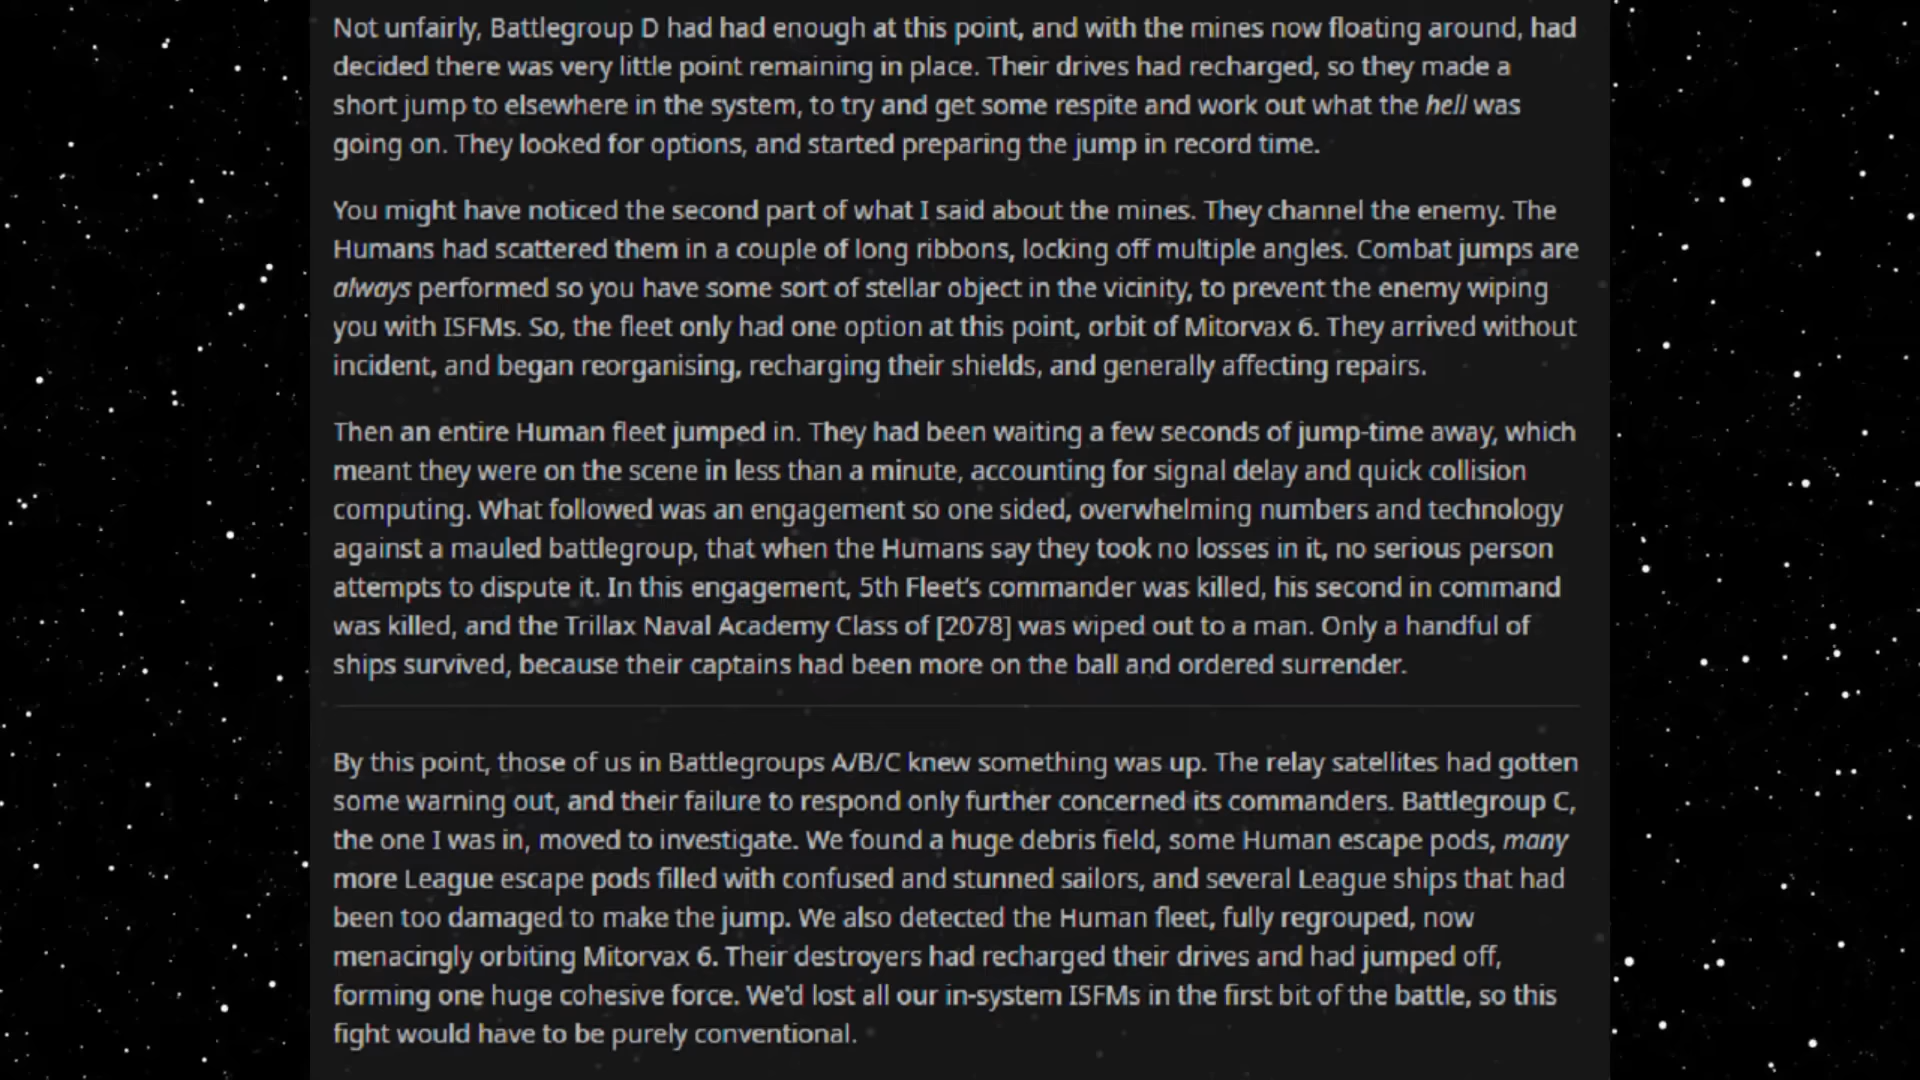 Not unfairly, Battlegroup D had had enough at this point, and with the mines now floating around, had
decided there was very little point remaining in place. Their drives had recharged, so they made a
short jump to elsewhere in the system, to try and get some respite and work out what the hell was
going on. They looked for options, and started preparing the jump in record time.
You might have noticed the second part of what I said about the mines. They channel the enemy. The
Humans had scattered them in a couple of long ribbons, locking off multiple angles. Combat jumps are
always performed so you have some sort of stellar object in the vicinity, to prevent the enemy wiping
you with ISFMs. So, the fleet only had one option at this point, orbit of Mitorvax 6. They arrived without
incident, and began reorganising, recharging their shields, and generally affecting repairs.
Then an entire Human fleet jumped in. They had been waiting a few seconds of jump-time away, which
meant they were on the scene in less than a minute, accounting for signal delay and quick collision
computing. What followed was an engagement so one sided, overwhelming numbers and technology
against a mauled battlegroup, that when the Humans say they took no losses in it, no serious person
attempts to dispute it. In this engagement, 5th Fleet's commander was killed, his second in command
was killed, and the Trillax Naval Academy Class of [2078] was wiped out to a man. Only a handful of
ships survived, because their captains had been more on the ball and ordered surrender.
By this point, those of us in Battlegroups A/B/C knew something was up. The relay satellites had gotten
some warning out, and their failure to respond only further concerned its commanders. Battlegroup C,
the one I was in, moved to investigate. We found a huge debris field, some Human escape pods, many
more League escape pods filled with confused and stunned sailors, and several League ships that had
been too damaged to make the jump. We also detected the Human fleet, fully regrouped, now
menacingly orbiting Mitorvax 6. Their destroyers had recharged their drives and had jumped off,
forming one huge cohesive force. We'd lost all our in-system ISFMs in the first bit of the battle, so this
fight would have to be purely conventional.